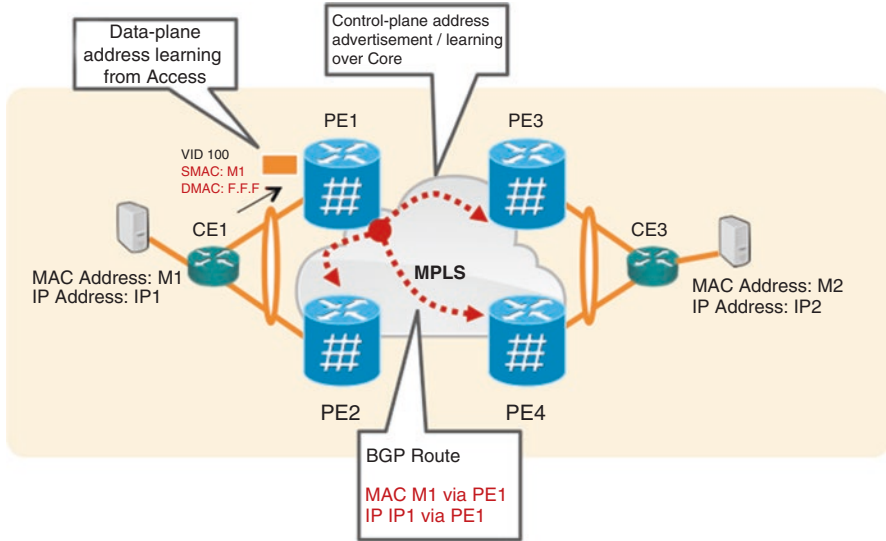 Data-plane
address learning
from Access
Control-plane address
advertisement / learning
over Core
PE1
PE3
VID 100
SMAC: M1
DMAC: F.F.F
CE1
CE3
MPLS
MAC Address: M1
IP Address: IP1
MAC Address: M2
IP Address: IP2
PE2
PE4
BGP Route
MAC M1 via PE1
IP IP1 via PE1